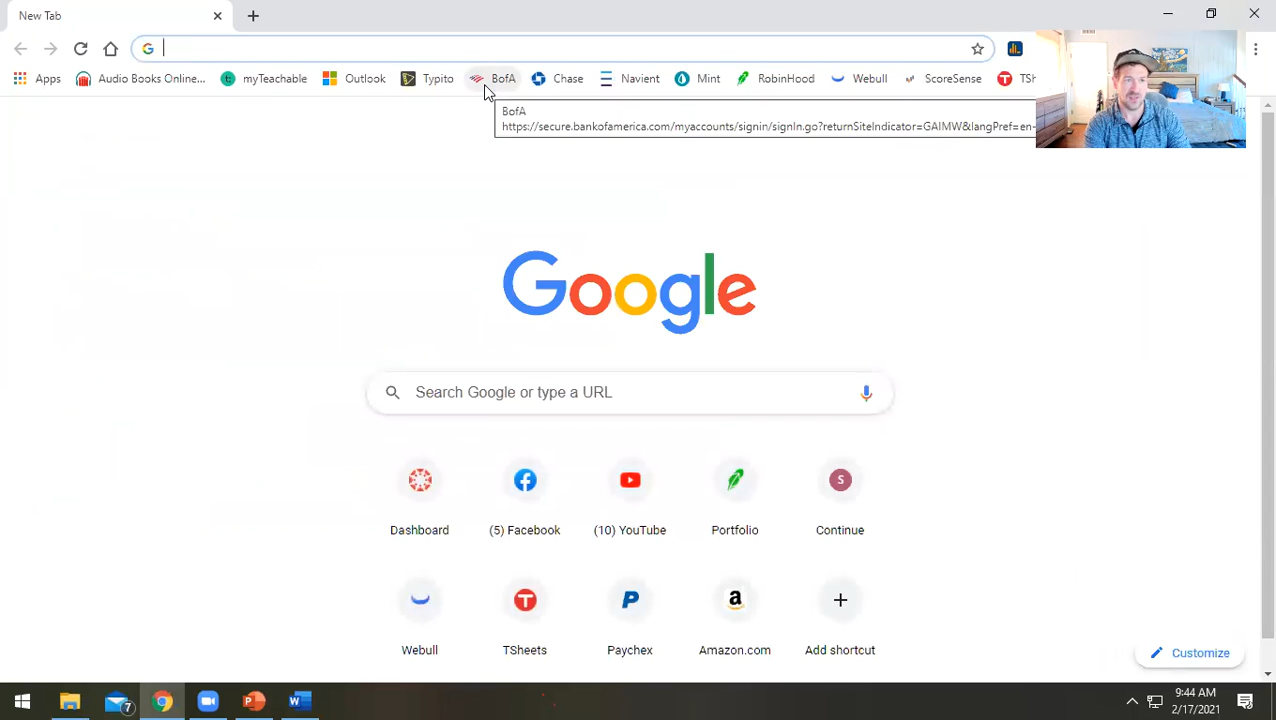 New Tab
Apps Audio Books Online... myTeachable Outlook Typito BofA Chase Navient Mint RobinHood Webull ScoreSense TSh
BofA
https://secure.bankofamerica.com/myaccounts/signin/signIn.go?returnSiteIndicator=GAIMW&langPref=en-
Google
Search Google or type a URL
Dashboard (5) Facebook (10) YouTube Portfolio Continue
S
Webull TSheets Paychex Amazon.com Add shortcut
Customize
7
9:44 AM
2/17/2021